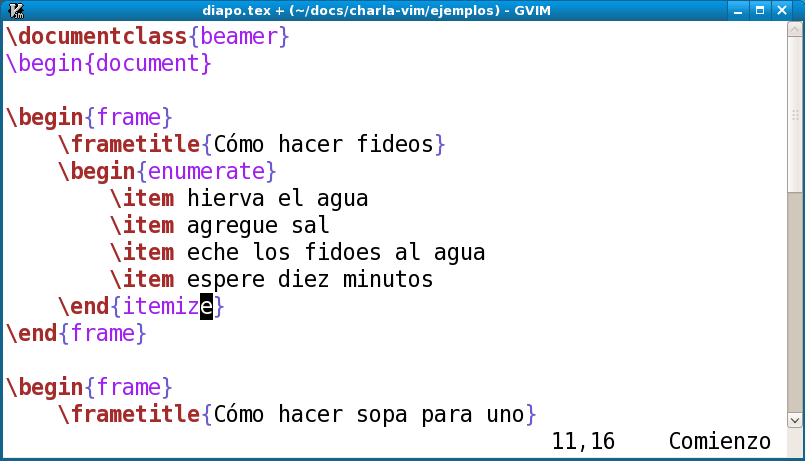 diapo.tex + (~/docs/charla-vim/ejemplos) - GVIM
\documentclass{beamer}
\begin{document}
\begin{frame}
\frametitle{Cómo hacer fideos}
\begin{enumerate}
\item hierva el agua
\item agregue sal
\item eche los fidoes al agua
\item espere diez minutos
\end{itemize}
\end{frame}
\begin{frame}
\frametitle{Cómo hacer sopa para uno}
11,16 Comienzo